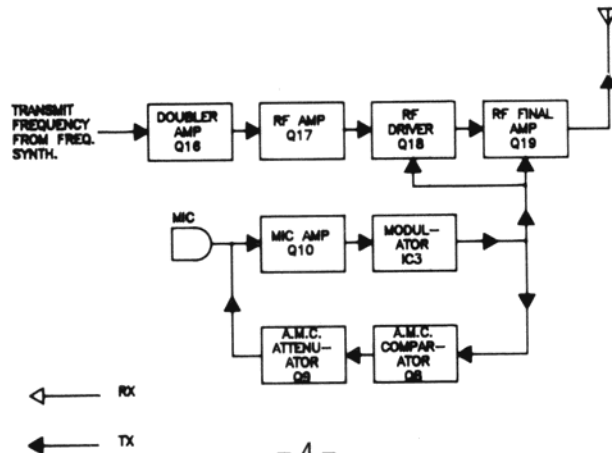 TRANSMIT
FREQUENCY
FROM FREQ.
SYNTH.
DOUBLER
AMP
Q16
RF AMP
Q17
RF
DRIVER
Q18
RF FINAL
AMP
Q19
MIC
MIC AMP
Q10
MODUL-
ATOR
IC3
A.M.C.
ATTENU-
ATOR
Q9
A.M.C.
COMPAR-
ATOR
Q8
RX
TX
- 4 -